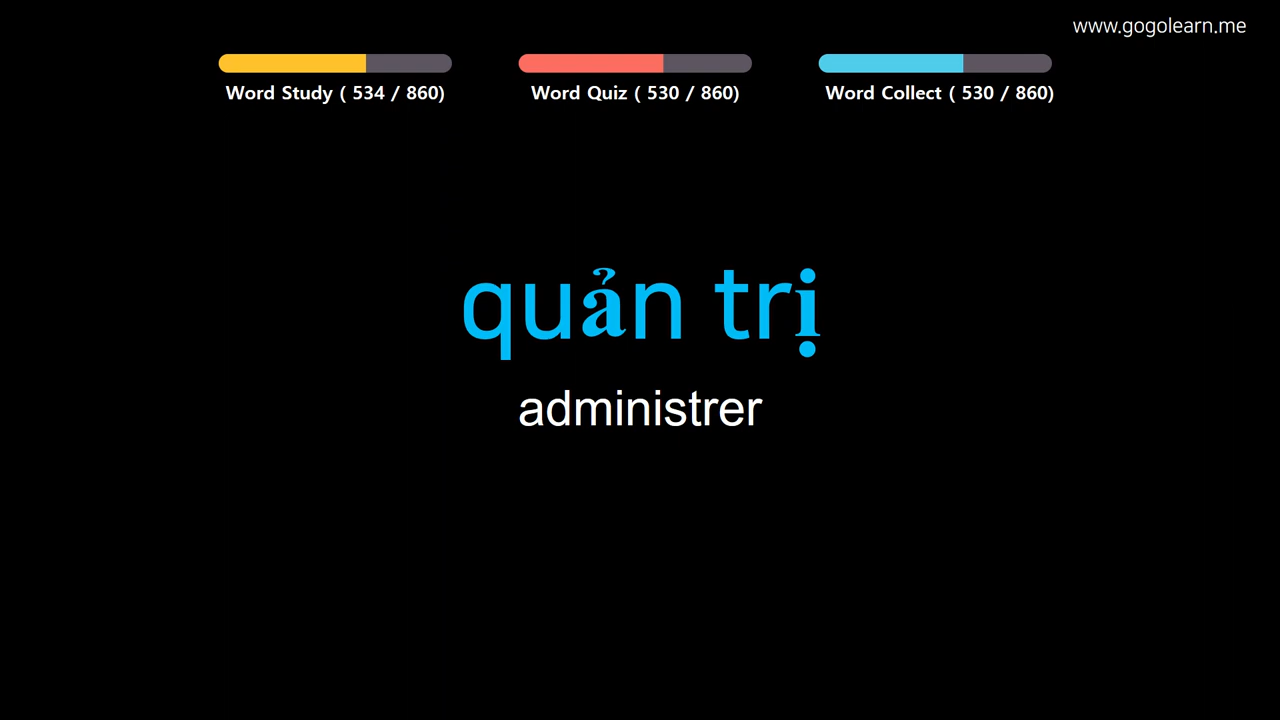 www.gogolearn.me
Word Study ( 534 / 860)
Word Quiz ( 530 / 860)
Word Collect ( 530 / 860)
quản trị
administrer